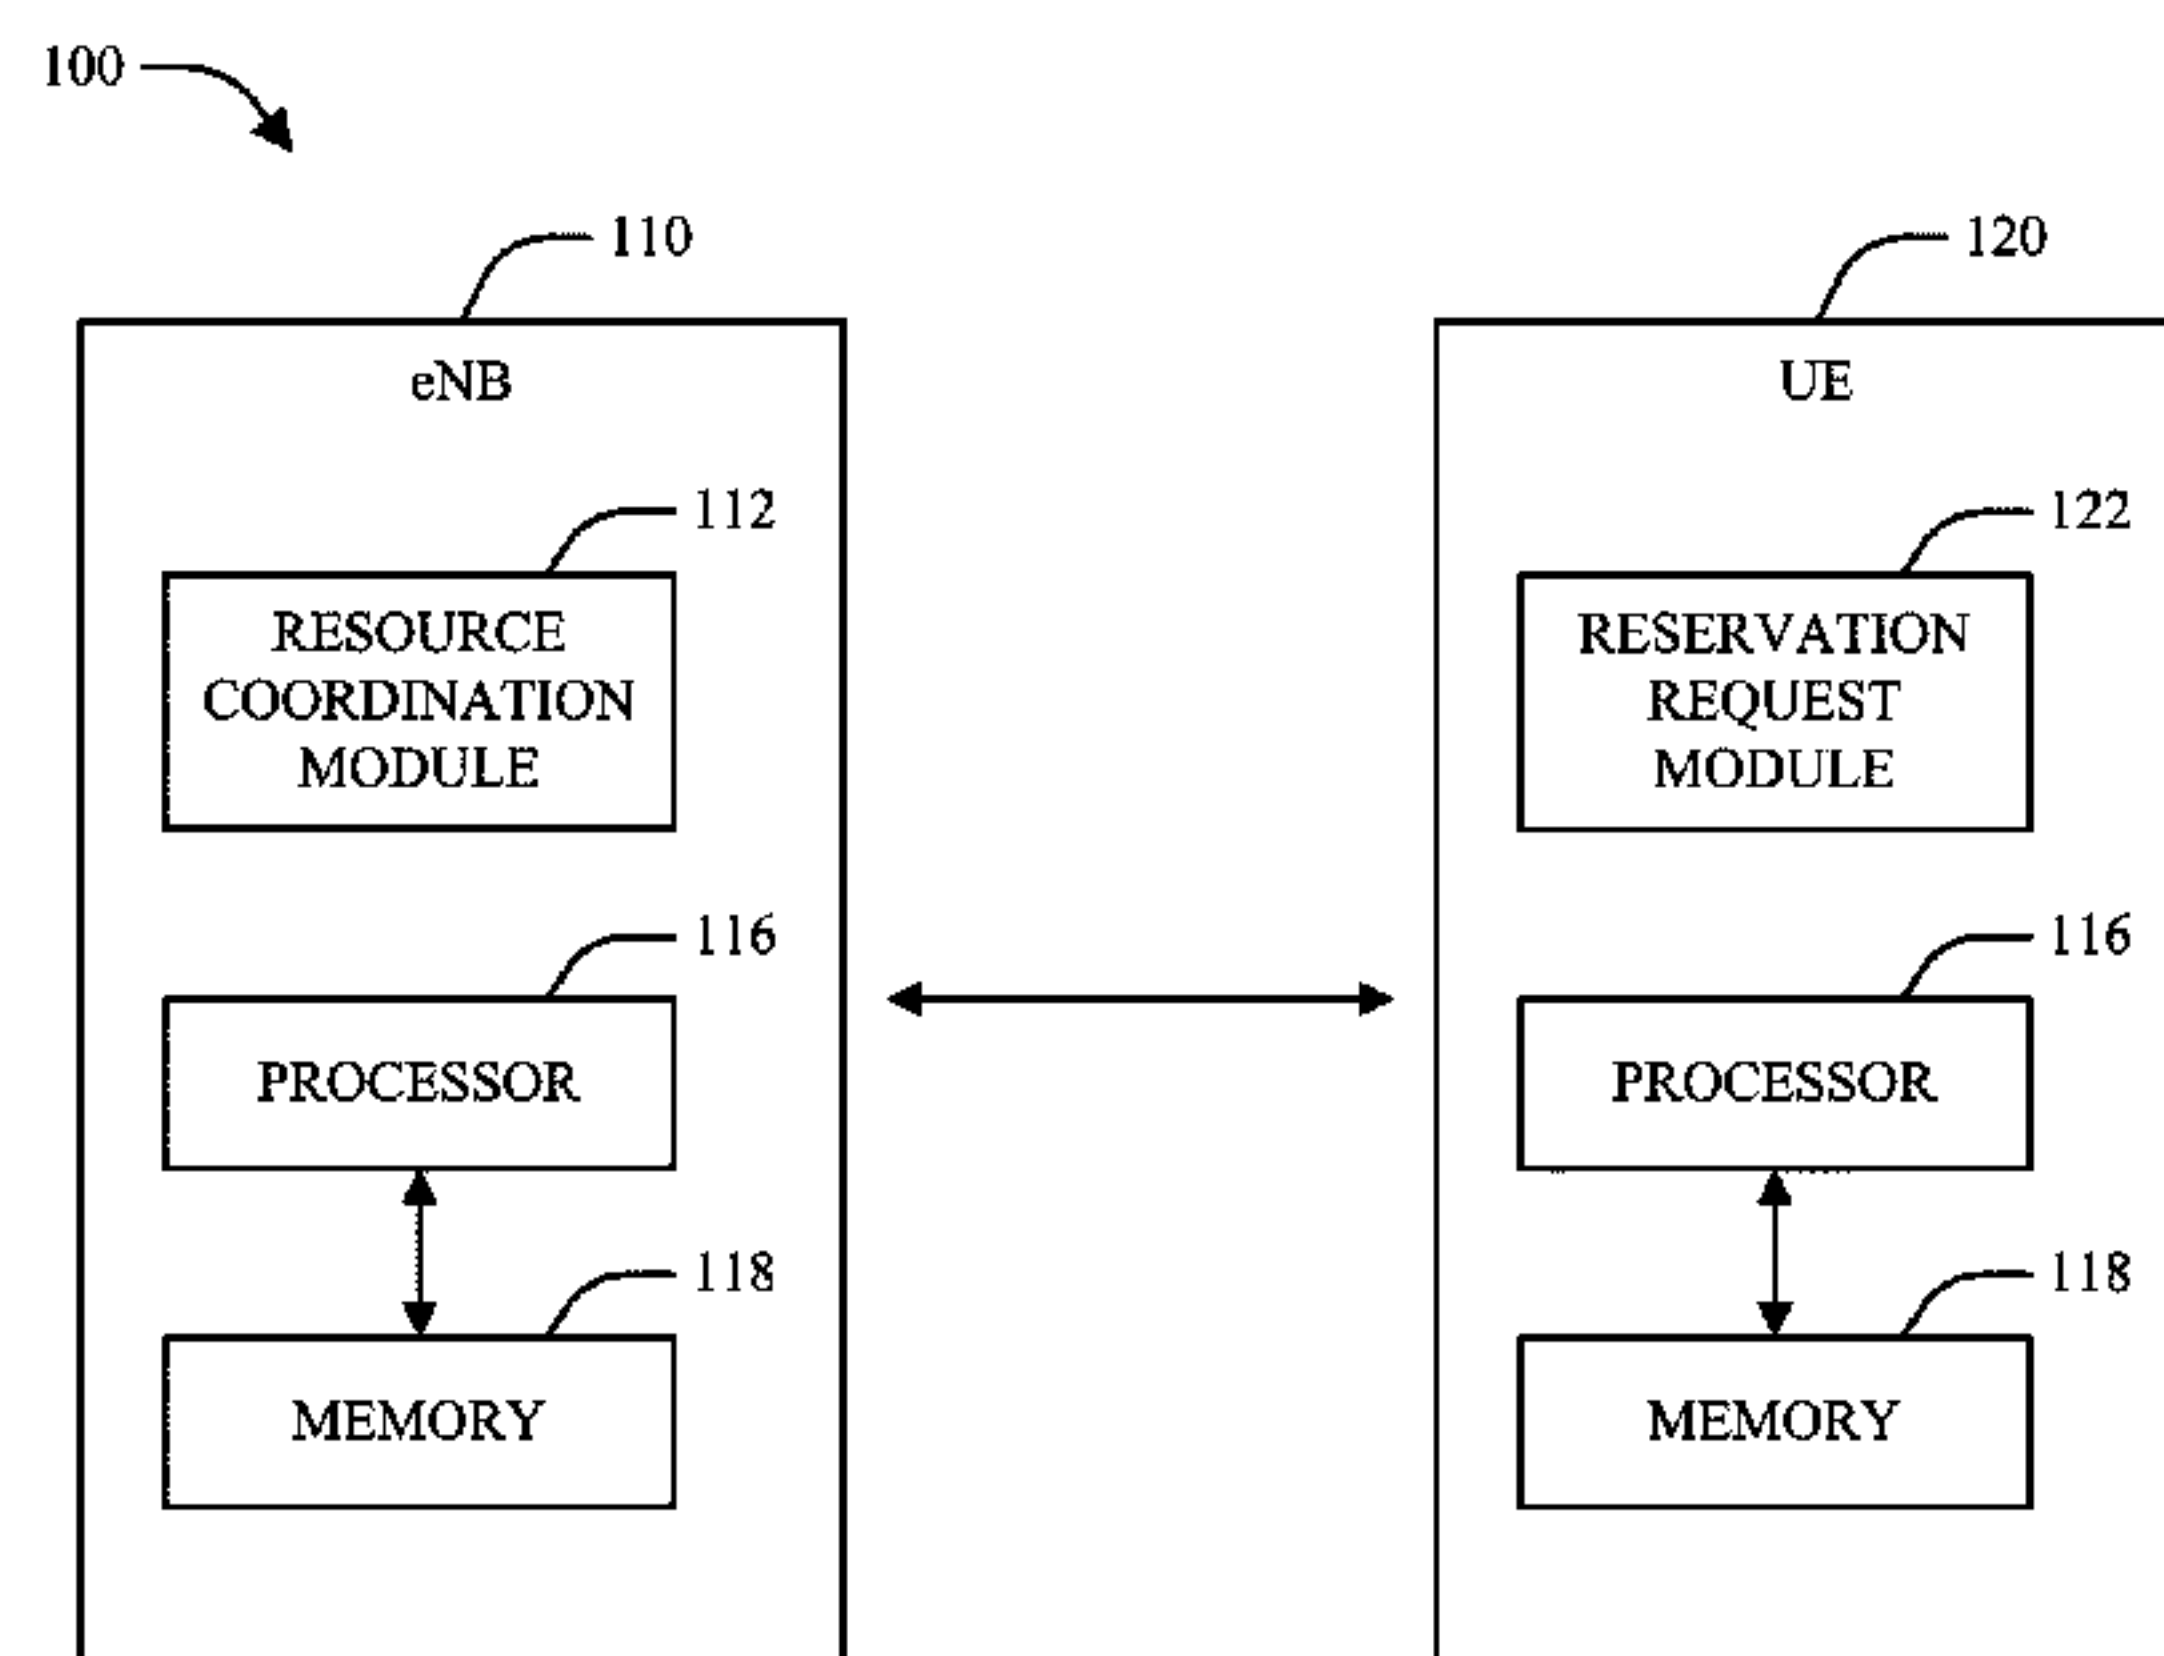 100
110
eNB
112
RESOURCE
COORDINATION
MODULE
116
PROCESSOR
118
MEMORY
120
UE
122
RESERVATION
REQUEST
MODULE
116
PROCESSOR
118
MEMORY